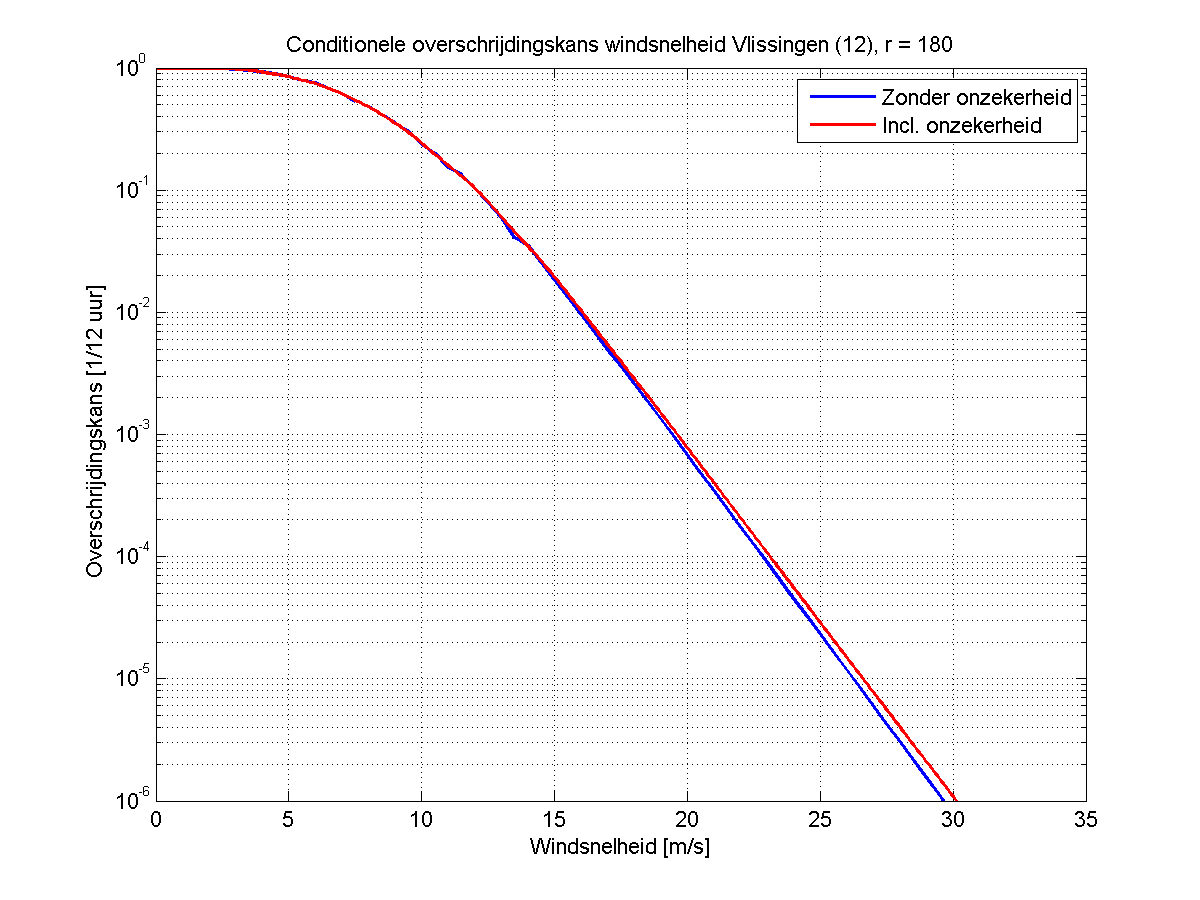 Conditionele overschrijdingskans windsnelheid Vlissingen (12), r = 180
Zonder onzekerheid
Incl. onzekerheid
Overschrijdingskans [1/12 uur]
10^0
10^-1
10^-2
10^-3
10^-4
10^-5
10^-6
0 5 10 15 20 25 30 35
Windsnelheid [m/s]